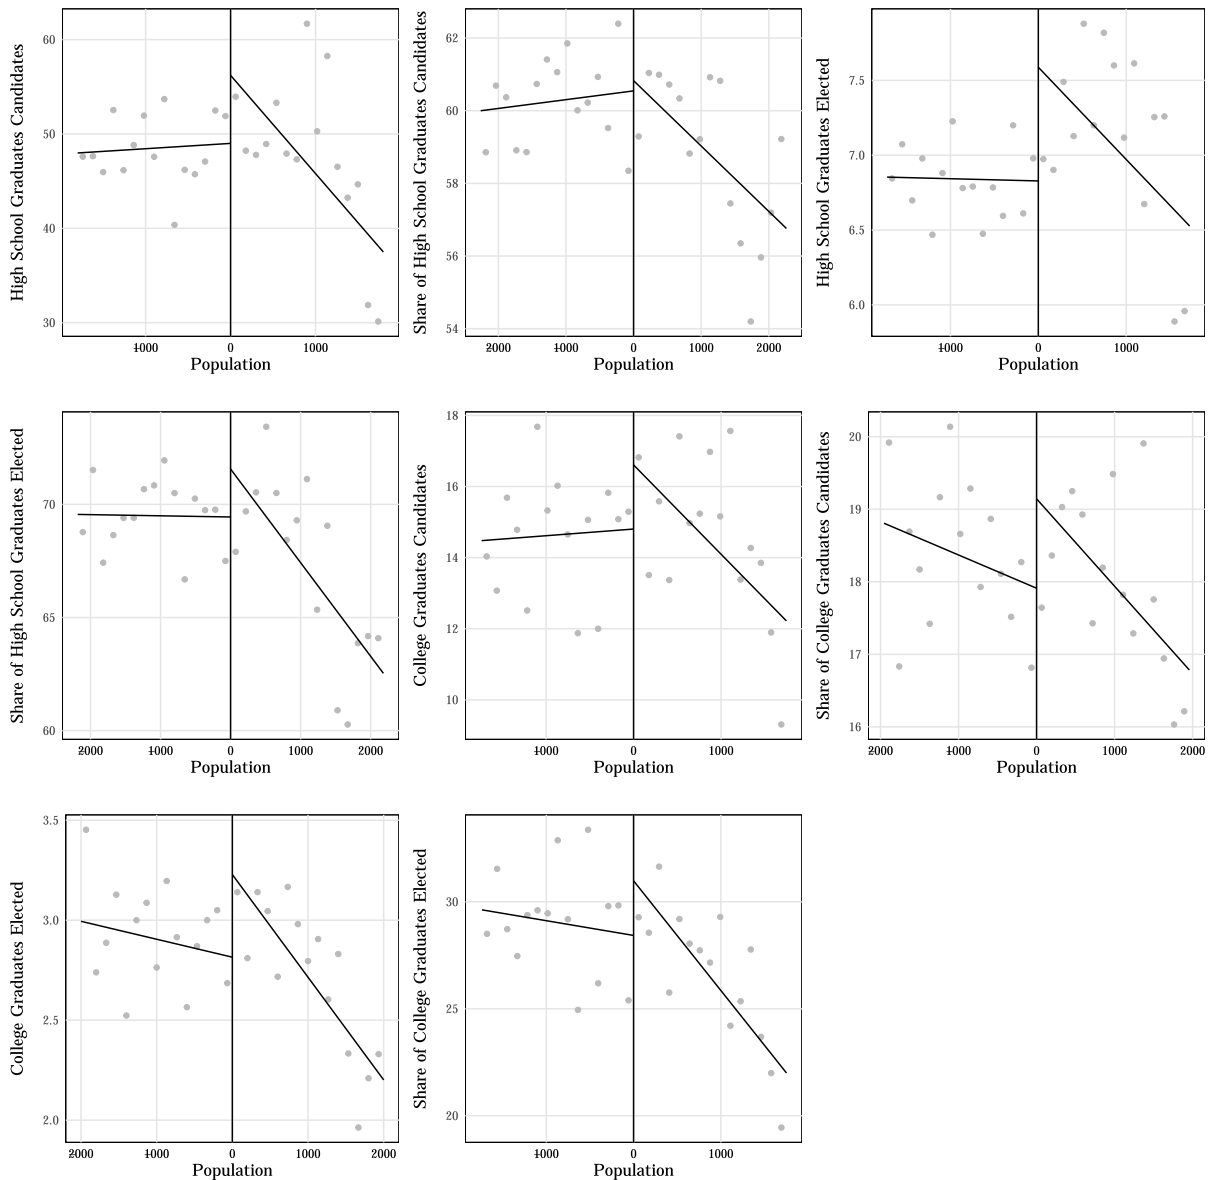 High School Graduates Candidates
60
50
40
30
-1000 0 1000
Population
Share of High School Graduates Candidates
62
60
58
56
54
-2000 -1000 0 1000 2000
Population
High School Graduates Elected
7.5
7.0
6.5
6.0
-1000 0 1000
Population
Share of High School Graduates Elected
70
65
60
-2000 -1000 0 1000 2000
Population
College Graduates Candidates
18
16
14
12
10
-1000 0 1000
Population
Share of College Graduates Candidates
20
19
18
17
16
-2000 -1000 0 1000 2000
Population
College Graduates Elected
3.5
3.0
2.5
2.0
-2000 -1000 0 1000 2000
Population
Share of College Graduates Elected
30
25
20
-1000 0 1000
Population